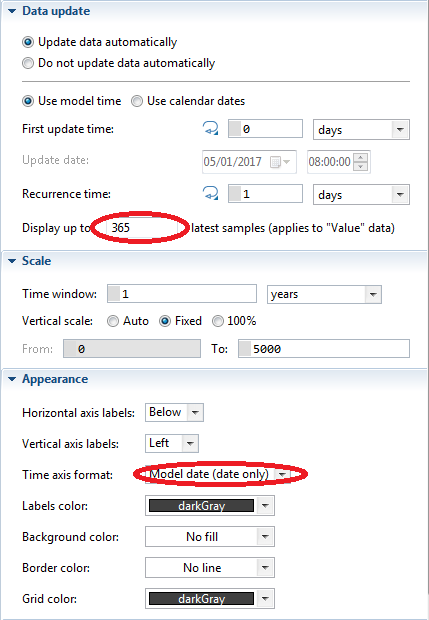 Data update
Update data automatically
Do not update data automatically
Use model time Use calendar dates
First update time: 0 days
Update date: 05/01/2017 08:00:00
Recurrence time: 1 days
Display up to 365 latest samples (applies to "Value" data)
Scale
Time window: 1 years
Vertical scale: Auto Fixed 100%
From: 0 To: 5000
Appearance
Horizontal axis labels: Below
Vertical axis labels: Left
Time axis format: Model date (date only)
Labels color: darkGray
Background color: No fill
Border color: No line
Grid color: darkGray